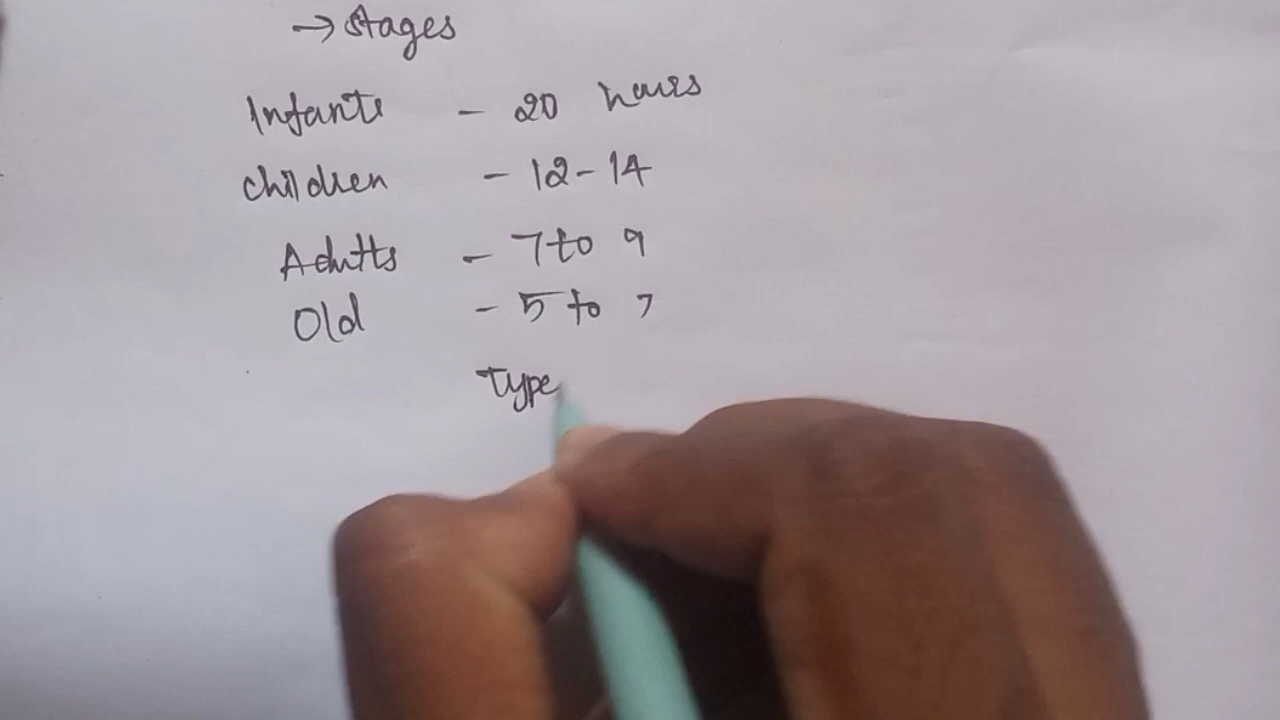 → stages
Infants - 20 hours
children - 12-14
Adults - 7 to 9
Old - 5 to 7
Type